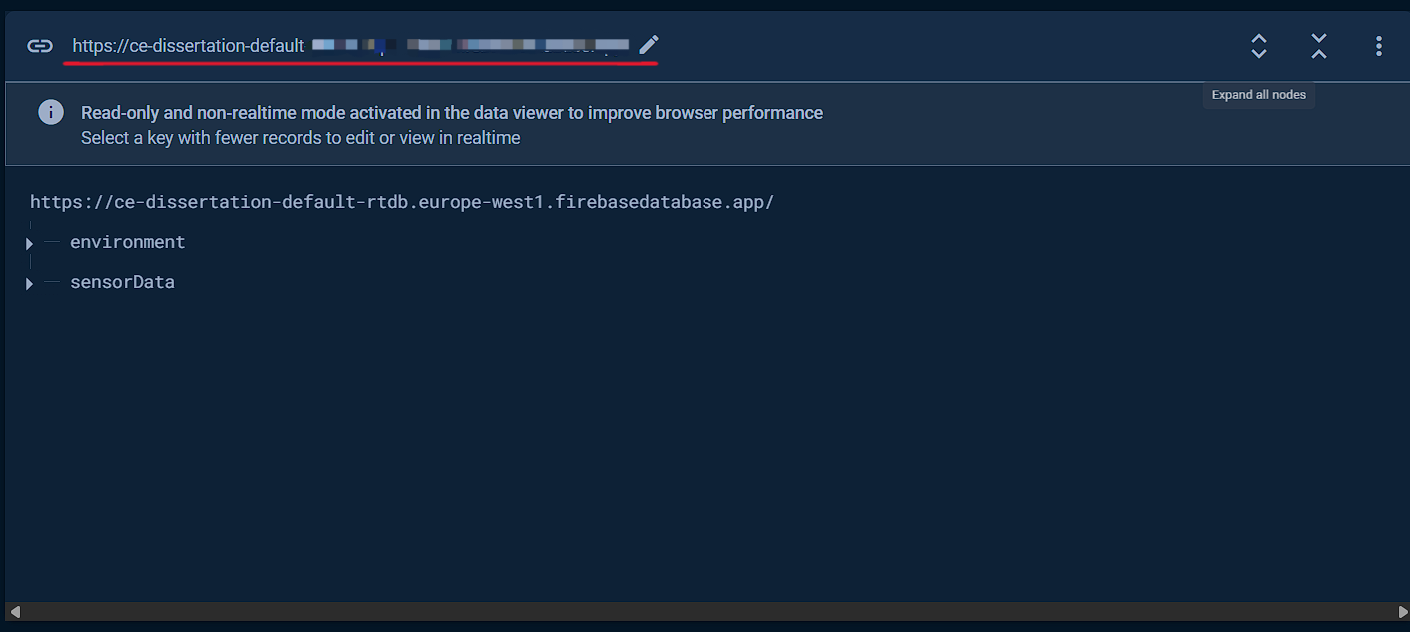 https://ce-dissertation-default
Expand all nodes
Read-only and non-realtime mode activated in the data viewer to improve browser performance
Select a key with fewer records to edit or view in realtime
https://ce-dissertation-default-rtdb.europe-west1.firebasedatabase.app/
environment
sensorData